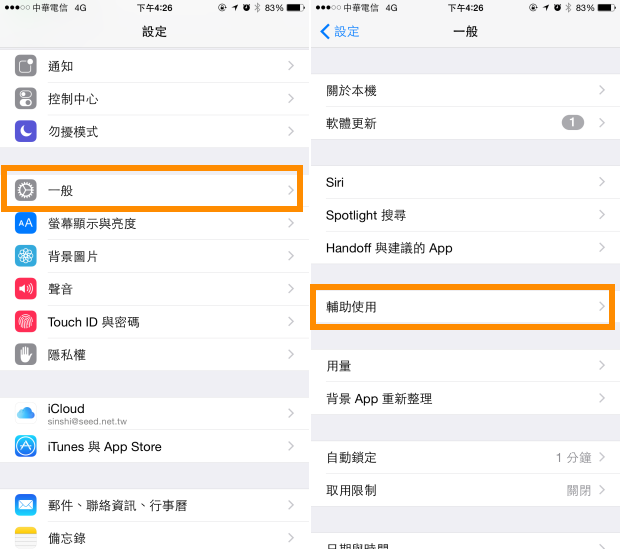 中華電信 4G 下午4:26 83%
設定
通知
控制中心
勿擾模式
一般
AA
螢幕顯示與亮度
背景圖片
聲音
Touch ID 與密碼
隱私權
iCloud
sinshi@seed.net.tw
iTunes 與 App Store
郵件、聯絡資訊、行事曆
備忘錄
中華電信 4G 下午4:26 83%
設定 一般
關於本機
軟體更新 1
Siri
Spotlight 搜尋
Handoff 與建議的 App
輔助使用
用量
背景 App 重新整理
自動鎖定 1 分鐘
取用限制 關閉
日期與時間